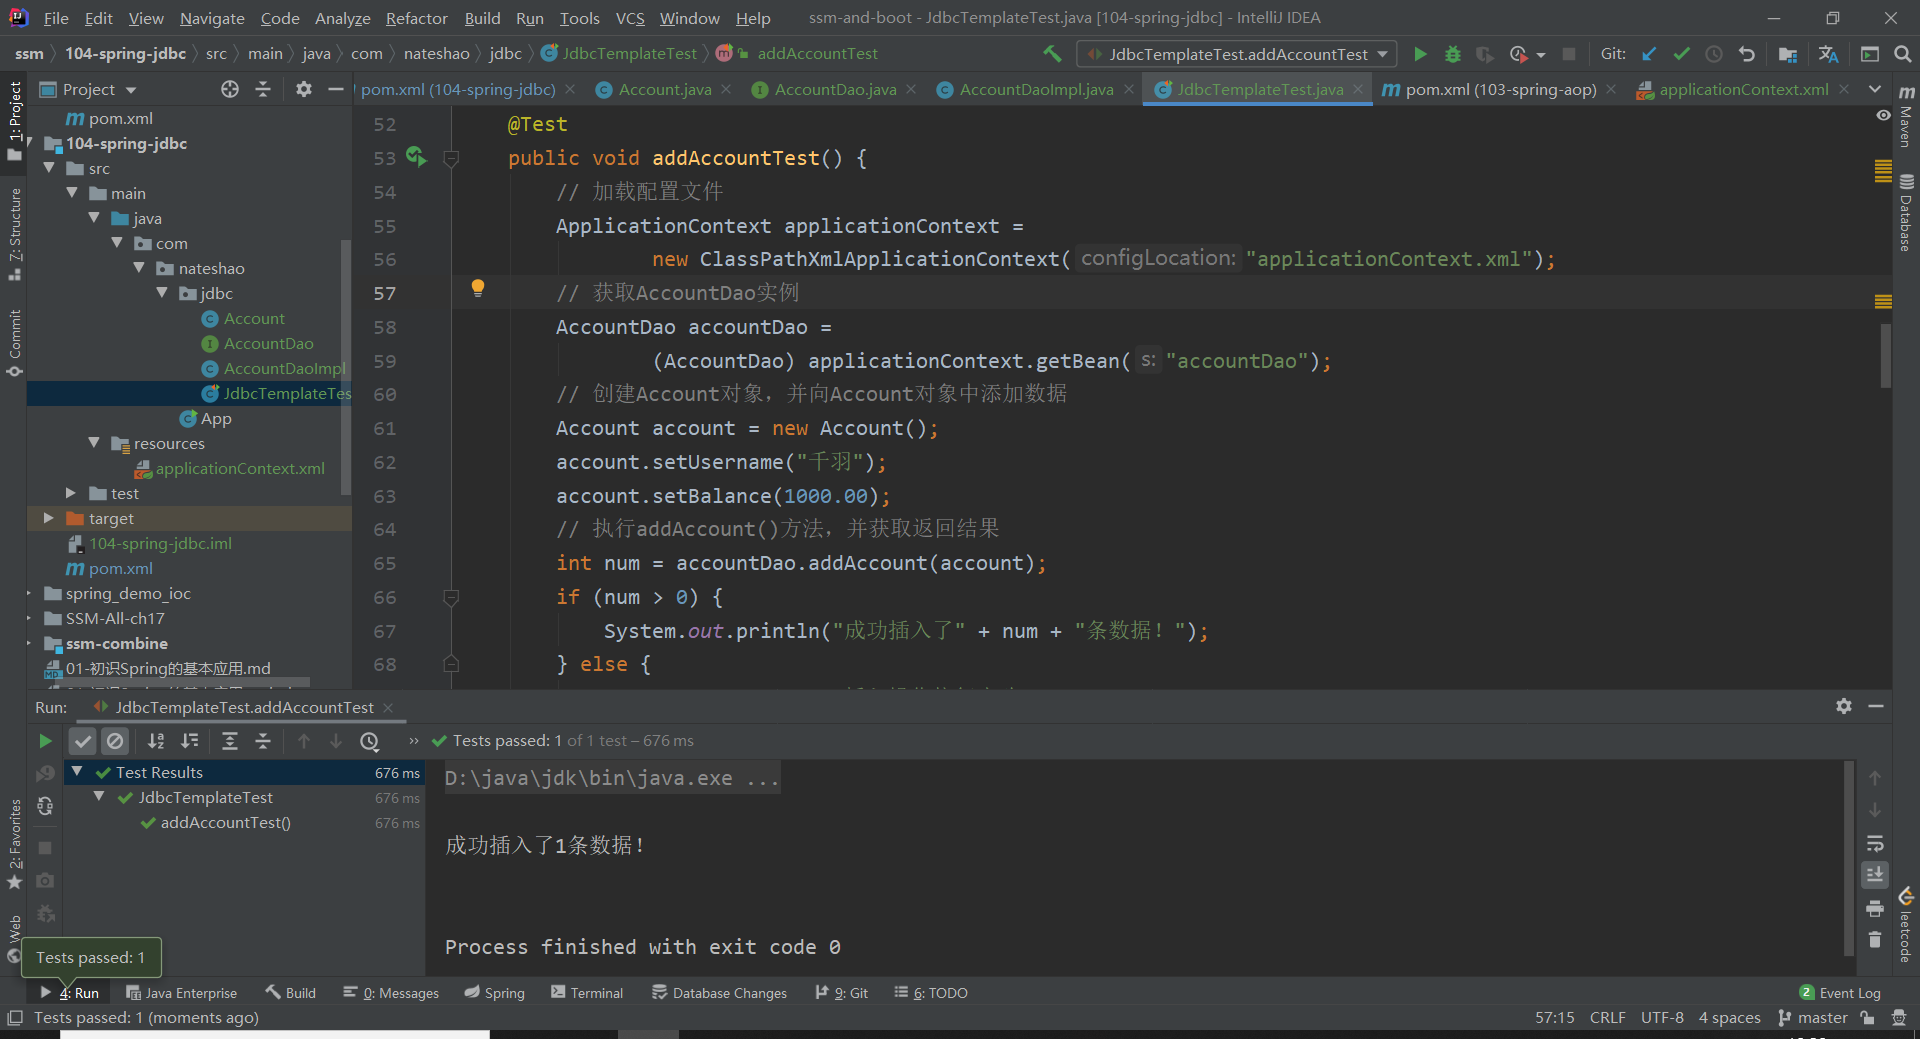 File Edit View Navigate Code Analyze Refactor Build Run Tools VCS Window Help ssm-and-boot - JdbcTemplateTest.java [104-spring-jdbc] - IntelliJ IDEA
ssm 104-spring-jdbc src main java com nateshao jdbc JdbcTemplateTest addAccountTest JdbcTemplateTest.addAccountTest Git:
Project pom.xml (104-spring-jdbc) Account.java AccountDao.java AccountDaoImpl.java JdbcTemplateTest.java pom.xml (103-spring-aop) applicationContext.xml
1: Project
7: Structure
Commit
2: Favorites
Web
pom.xml
104-spring-jdbc
src
main
java
com
nateshao
jdbc
Account
AccountDao
AccountDaoImpl
JdbcTemplateTes
App
resources
applicationContext.xml
test
target
104-spring-jdbc.iml
pom.xml
spring_demo_ioc
SSM-All-ch17
ssm-combine
01-初识Spring的基本应用.md
52 @Test
53 public void addAccountTest() {
54 // 加载配置文件
55 ApplicationContext applicationContext =
56 new ClassPathXmlApplicationContext( configLocation: "applicationContext.xml");
57 // 获取AccountDao实例
58 AccountDao accountDao =
59 (AccountDao) applicationContext.getBean( s: "accountDao");
60 // 创建Account对象，并向Account对象中添加数据
61 Account account = new Account();
62 account.setUsername("千羽");
63 account.setBalance(1000.00);
64 // 执行addAccount()方法，并获取返回结果
65 int num = accountDao.addAccount(account);
66 if (num > 0) {
67 System.out.println("成功插入了" + num + "条数据！");
68 } else {
Maven
Database
leetcode
Run: JdbcTemplateTest.addAccountTest
Tests passed: 1 of 1 test – 676 ms
Test Results 676 ms
JdbcTemplateTest 676 ms
addAccountTest() 676 ms
D:\java\jdk\bin\java.exe ...
成功插入了1条数据！
Process finished with exit code 0
Tests passed: 1
4: Run Java Enterprise Build 0: Messages Spring Terminal Database Changes 9: Git 6: TODO 2 Event Log
Tests passed: 1 (moments ago) 57:15 CRLF UTF-8 4 spaces master